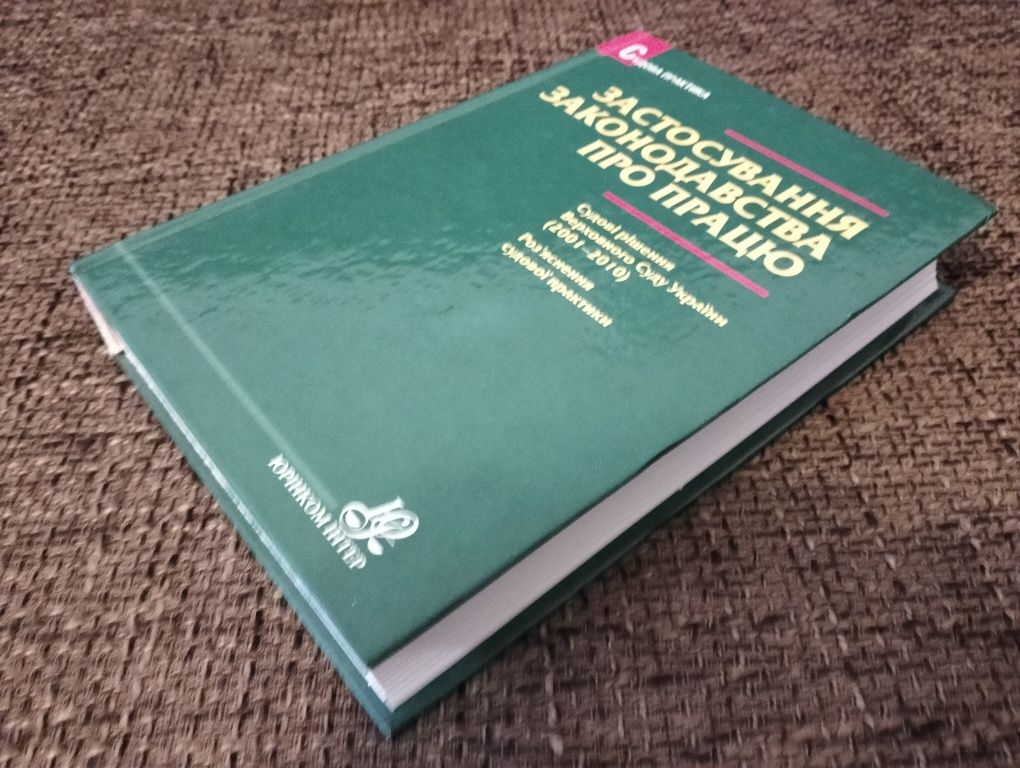 СУДОВА ПРАКТИКА
ЗАСТОСУВАННЯ
ЗАКОНОДАВСТВА
ПРО ПРАЦЮ
Судові рішення
Верховного Суду України
(2001–2010)
Роз'яснення
судової практики
ЮРІНКОМ ІНТЕР